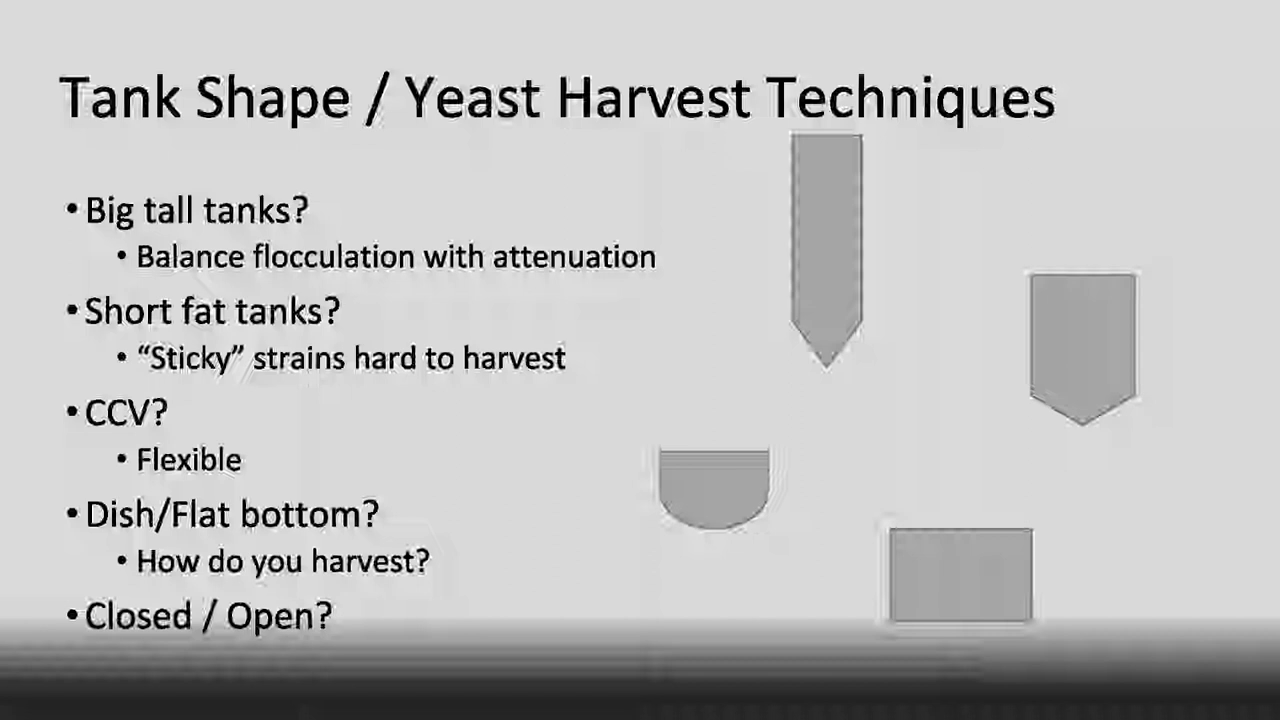 Tank Shape / Yeast Harvest Techniques
• Big tall tanks?
• Balance flocculation with attenuation
• Short fat tanks?
• “Sticky” strains hard to harvest
• CCV?
• Flexible
• Dish/Flat bottom?
• How do you harvest?
• Closed / Open?